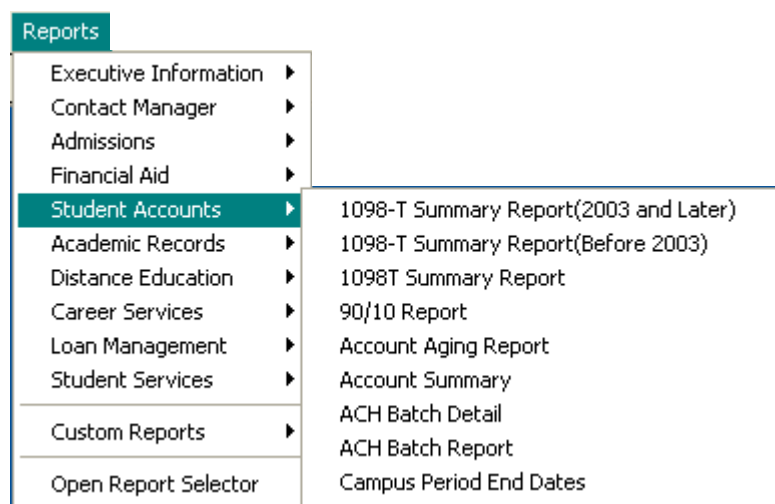 Reports
Executive Information
Contact Manager
Admissions
Financial Aid
Student Accounts
Academic Records
Distance Education
Career Services
Loan Management
Student Services
Custom Reports
Open Report Selector
1098-T Summary Report(2003 and Later)
1098-T Summary Report(Before 2003)
1098T Summary Report
90/10 Report
Account Aging Report
Account Summary
ACH Batch Detail
ACH Batch Report
Campus Period End Dates